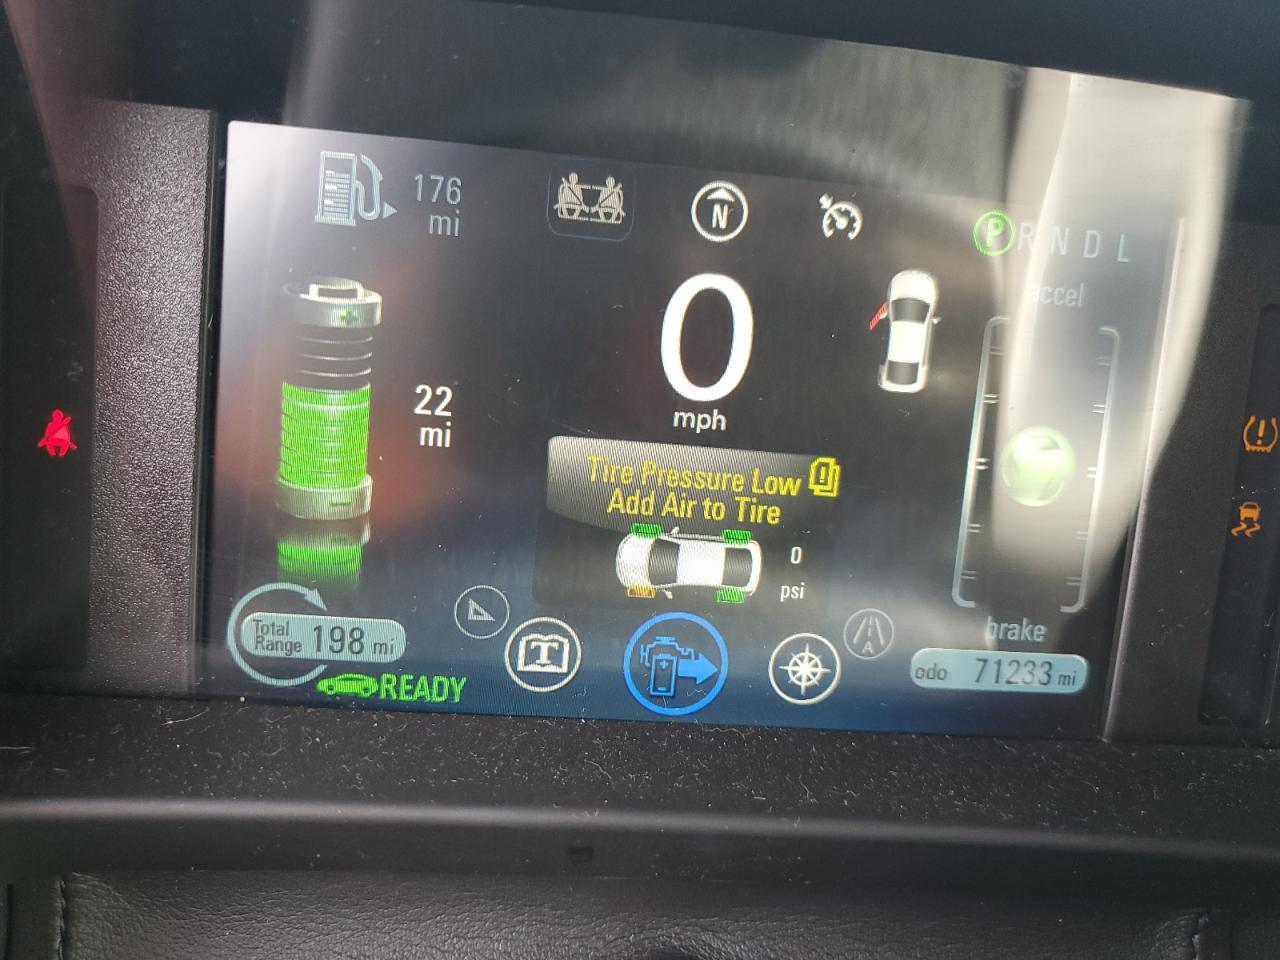 176
mi
N
P R N D L
accel
0
mph
22
mi
Tire Pressure Low
Add Air to Tire
0
psi
Total
Range 198 mi
T
A
brake
odo 71233 mi
READY